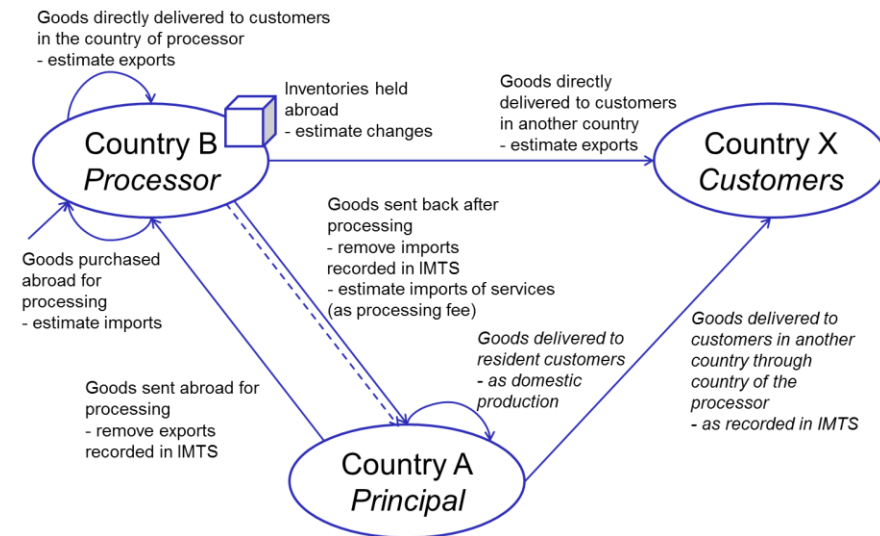 Goods directly delivered to customers
in the country of processor
- estimate exports
Inventories held
abroad
- estimate changes
Goods directly
delivered to customers
in another country
- estimate exports
Country B
Processor
Country X
Customers
Goods sent back after
processing
- remove imports
recorded in IMTS
- estimate imports of services
(as processing fee)
Goods purchased
abroad for
processing
- estimate imports
Goods delivered to
resident customers
- as domestic
production
Goods delivered to
customers in another
country through
country of the
processor
- as recorded in IMTS
Goods sent abroad for
processing
- remove exports
recorded in IMTS
Country A
Principal